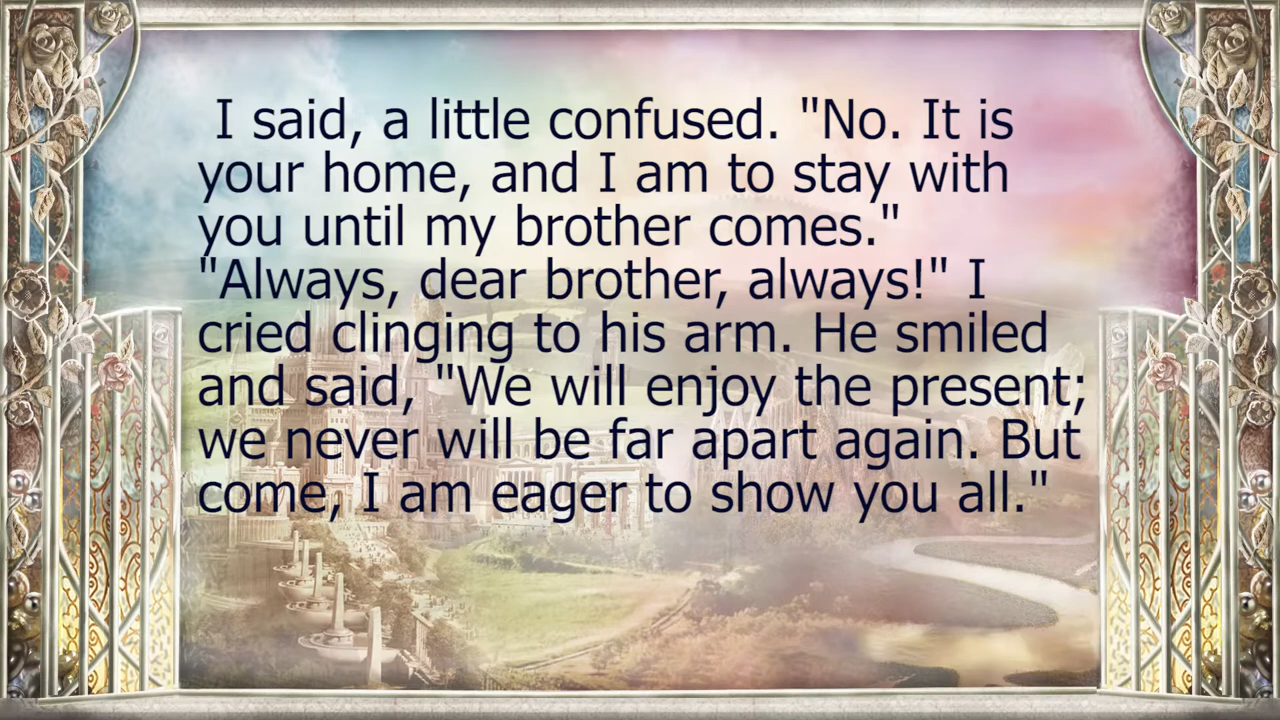 I said, a little confused. "No. It is
your home, and I am to stay with
you until my brother comes."
"Always, dear brother, always!" I
cried clinging to his arm. He smiled
and said, "We will enjoy the present;
we never will be far apart again. But
come, I am eager to show you all."